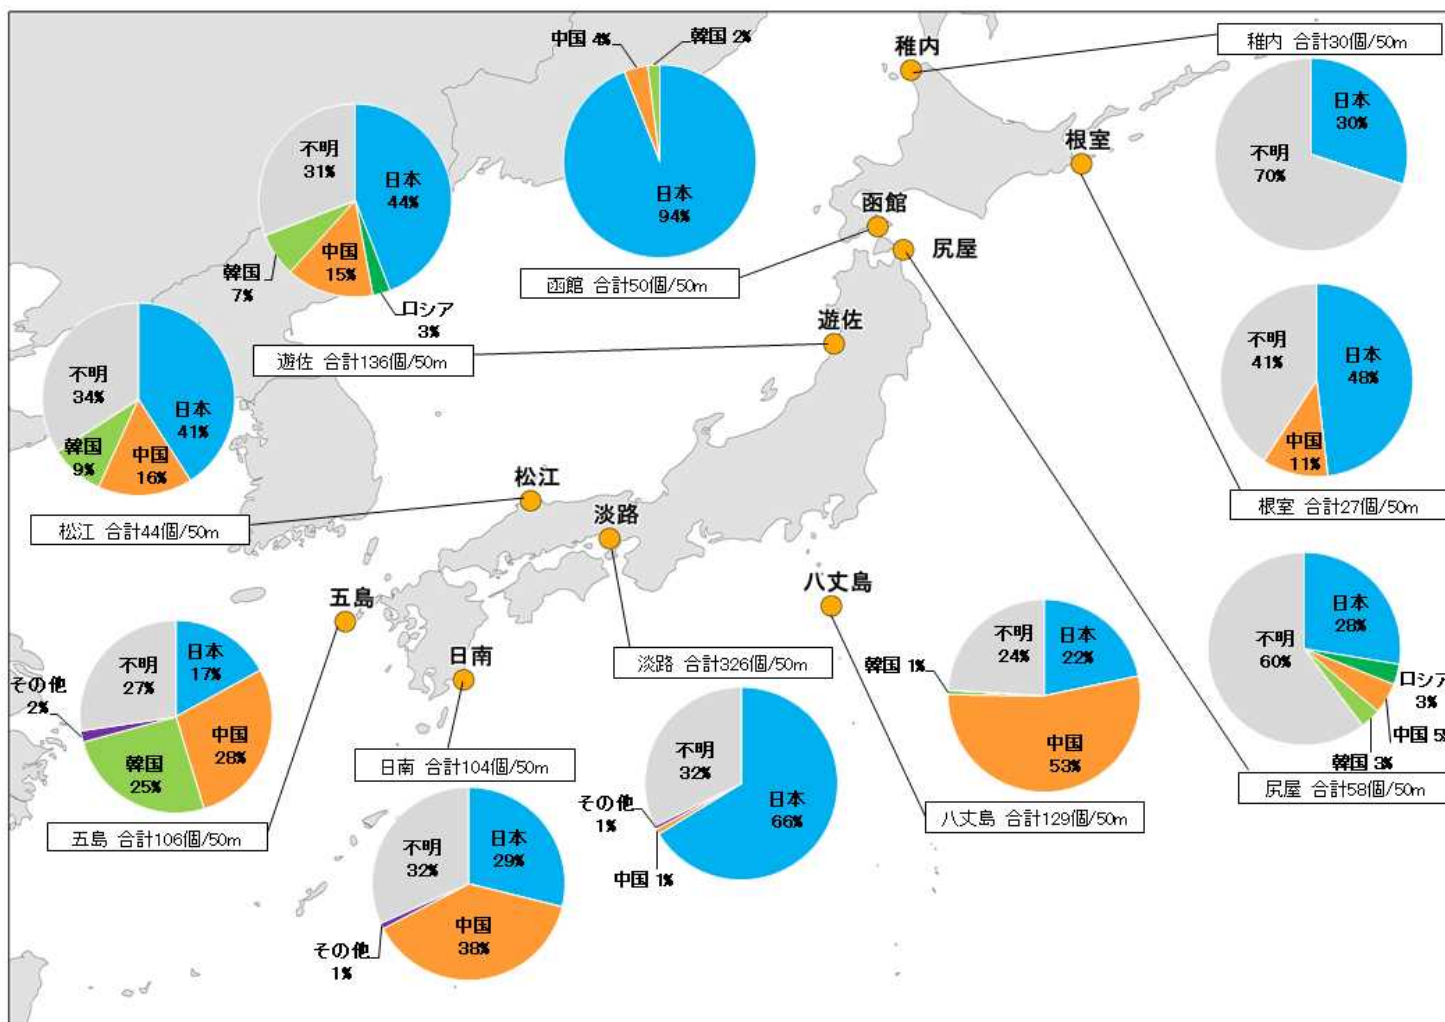 中国 4%
韓国 2%
日本
94%
函館 合計50個/50m
稚内
根室
函館
尻屋
遊佐
松江
淡路
八丈島
五島
日南
稚内 合計30個/50m
日本
30%
不明
70%
不明
31%
日本
44%
韓国
7%
中国
15%
ロシア
3%
遊佐 合計136個/50m
不明
41%
日本
48%
中国
11%
根室 合計27個/50m
不明
34%
日本
41%
韓国
9%
中国
16%
松江 合計44個/50m
日本
28%
不明
60%
ロシア
3%
中国 5%
韓国 3%
尻屋 合計58個/50m
不明
27%
日本
17%
その他
2%
中国
28%
韓国
25%
五島 合計106個/50m
日南 合計104個/50m
不明
32%
日本
29%
中国
38%
その他
1%
淡路 合計326個/50m
不明
32%
日本
66%
その他
1%
中国 1%
不明
24%
日本
22%
韓国 1%
中国
53%
八丈島 合計129個/50m